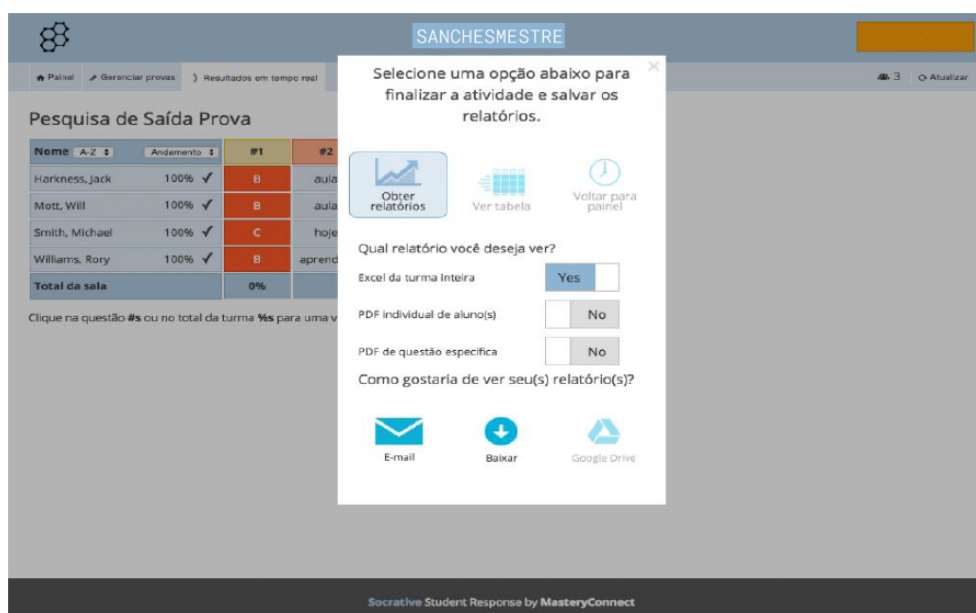 SANCHESMESTRE
Painel Gerenciar provas Resultados em tempo real
3 Atualizar
Pesquisa de Saída Prova
Nome A-Z Andamento #1 #2
Harkness, Jack 100% ✓ B aula
Mott, Will 100% ✓ B aula
Smith, Michael 100% ✓ C hoje
Williams, Rory 100% ✓ B aprend
Total da sala 0%
Clique na questão #s ou no total da turma %s para uma v
Selecione uma opção abaixo para
finalizar a atividade e salvar os
relatórios.
Obter
relatórios
Ver tabela
Voltar para
painel
Qual relatório você deseja ver?
Excel da turma inteira Yes
PDF individual de aluno(s) No
PDF de questão específica No
Como gostaria de ver seu(s) relatório(s)?
E-mail Baixar Google Drive
Socrative Student Response by MasteryConnect